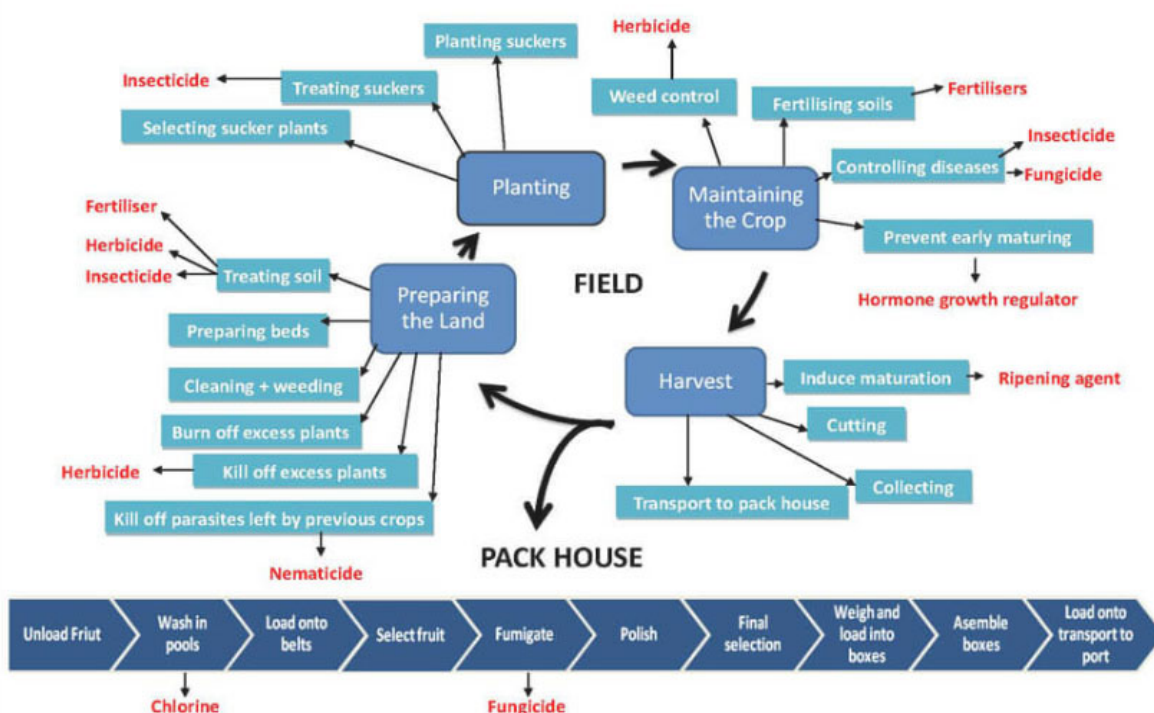 Planting suckers
Herbicide
Insecticide
Treating suckers
Weed control
Fertilising soils
Fertilisers
Selecting sucker plants
Planting
Maintaining
the Crop
Controlling diseases
Insecticide
Fungicide
Prevent early maturing
Hormone growth regulator
Fertiliser
Herbicide
Insecticide
Treating soil
Preparing
the Land
FIELD
Preparing beds
Cleaning + weeding
Burn off excess plants
Herbicide
Kill off excess plants
Kill off parasites left by previous crops
Nematicide
Harvest
Induce maturation
Ripening agent
Cutting
Collecting
Transport to pack house
PACK HOUSE
Unload Friut
Wash in
pools
Load onto
belts
Select fruit
Fumigate
Polish
Final
selection
Weigh and
load into
boxes
Asemble
boxes
Load onto
transport to
port
Chlorine
Fungicide